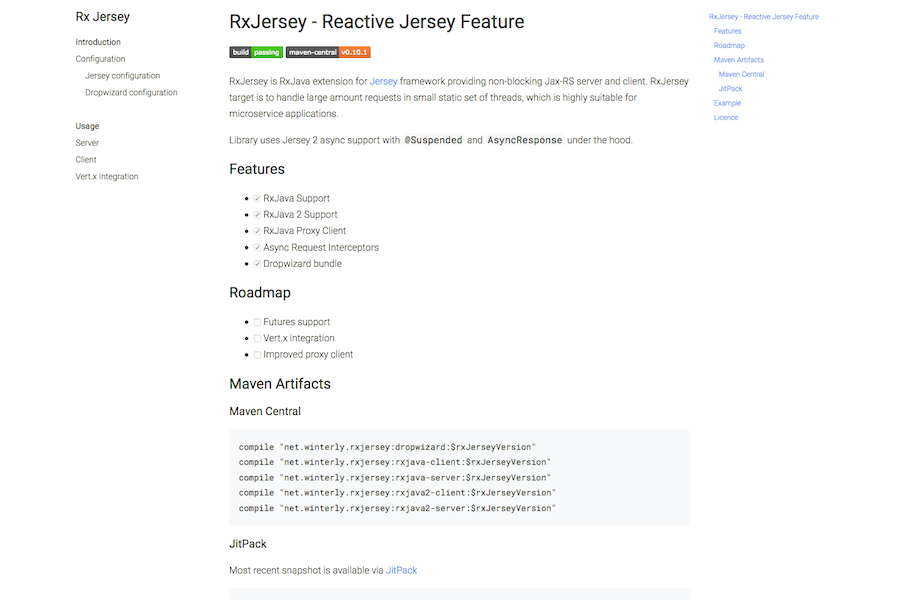 Rx Jersey
Introduction
Configuration
Jersey configuration
Dropwizard configuration
Usage
Server
Client
Vert.x Integration
RxJersey - Reactive Jersey Feature
build passing maven-central v0.10.1
RxJersey is RxJava extension for Jersey framework providing non-blocking Jax-RS server and client. RxJersey
target is to handle large amount requests in small static set of threads, which is highly suitable for
microservice applications.
Library uses Jersey 2 async support with @Suspended and AsyncResponse under the hood.
Features
RxJava Support
RxJava 2 Support
RxJava Proxy Client
Async Request Interceptors
Dropwizard bundle
Roadmap
Futures support
Vert.x integration
Improved proxy client
Maven Artifacts
Maven Central
compile "net.winterly.rxjersey:dropwizard:$rxJerseyVersion"
compile "net.winterly.rxjersey:rxjava-client:$rxJerseyVersion"
compile "net.winterly.rxjersey:rxjava-server:$rxJerseyVersion"
compile "net.winterly.rxjersey:rxjava2-client:$rxJerseyVersion"
compile "net.winterly.rxjersey:rxjava2-server:$rxJerseyVersion"
JitPack
Most recent snapshot is available via JitPack
RxJersey - Reactive Jersey Feature
Features
Roadmap
Maven Artifacts
Maven Central
JitPack
Example
Licence